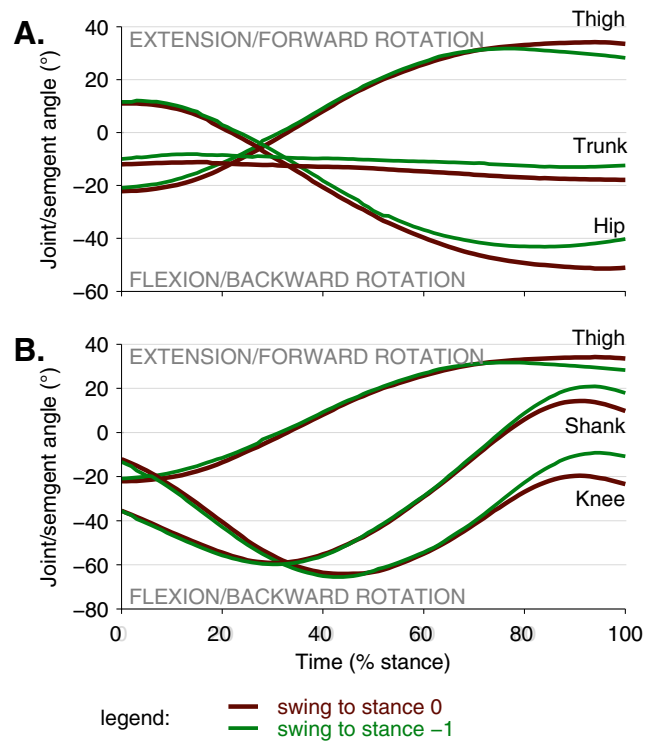 A.
40
EXTENSION/FORWARD ROTATION
Thigh
20
0
Trunk
−20
Hip
−40
FLEXION/BACKWARD ROTATION
−60
Joint/semgent angle (°)
B.
40
EXTENSION/FORWARD ROTATION
Thigh
20
0
Shank
−20
Knee
−40
−60
FLEXION/BACKWARD ROTATION
−80
Joint/semgent angle (°)
0 20 40 60 80 100
Time (% stance)
legend:
swing to stance 0
swing to stance −1